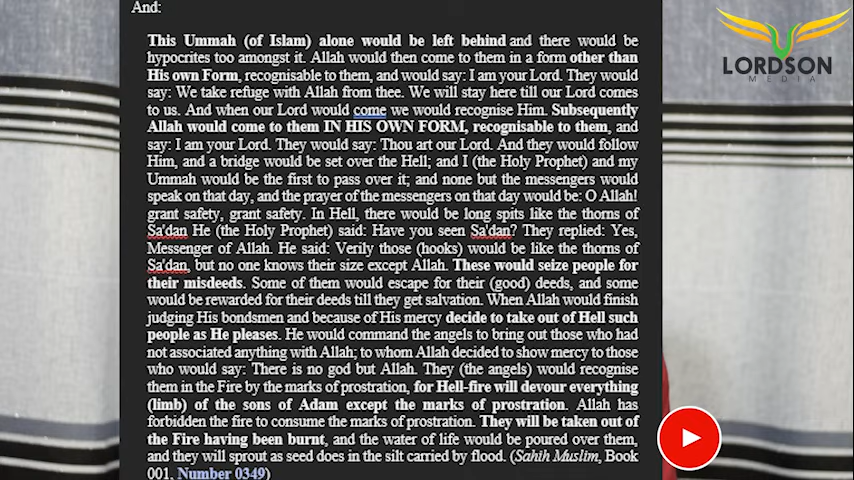 And:
This Ummah (of Islam) alone would be left behind and there would be
hypocrites too amongst it. Allah would then come to them in a form other than
His own Form, recognisable to them, and would say: I am your Lord. They would
say: We take refuge with Allah from thee. We will stay here till our Lord comes
to us. And when our Lord would come we would recognise Him. Subsequently
Allah would come to them IN HIS OWN FORM, recognisable to them, and
say: I am your Lord. They would say: Thou art our Lord. And they would follow
Him, and a bridge would be set over the Hell; and I (the Holy Prophet) and my
Ummah would be the first to pass over it; and none but the messengers would
speak on that day, and the prayer of the messengers on that day would be: O Allah!
grant safety, grant safety. In Hell, there would be long spits like the thorns of
Sa'dan He (the Holy Prophet) said: Have you seen Sa'dan? They replied: Yes,
Messenger of Allah. He said: Verily those (hooks) would be like the thorns of
Sa'dan, but no one knows their size except Allah. These would seize people for
their misdeeds. Some of them would escape for their (good) deeds, and some
would be rewarded for their deeds till they get salvation. When Allah would finish
judging His bondsmen and because of His mercy decide to take out of Hell such
people as He pleases. He would command the angels to bring out those who had
not associated anything with Allah; to whom Allah decided to show mercy to those
who would say: There is no god but Allah. They (the angels) would recognise
them in the Fire by the marks of prostration, for Hell-fire will devour everything
(limb) of the sons of Adam except the marks of prostration. Allah has
forbidden the fire to consume the marks of prostration. They will be taken out of
the Fire having been burnt, and the water of life would be poured over them,
and they will sprout as seed does in the silt carried by flood. (Sahih Muslim, Book
001, Number 0349)
LORDSON
MEDIA